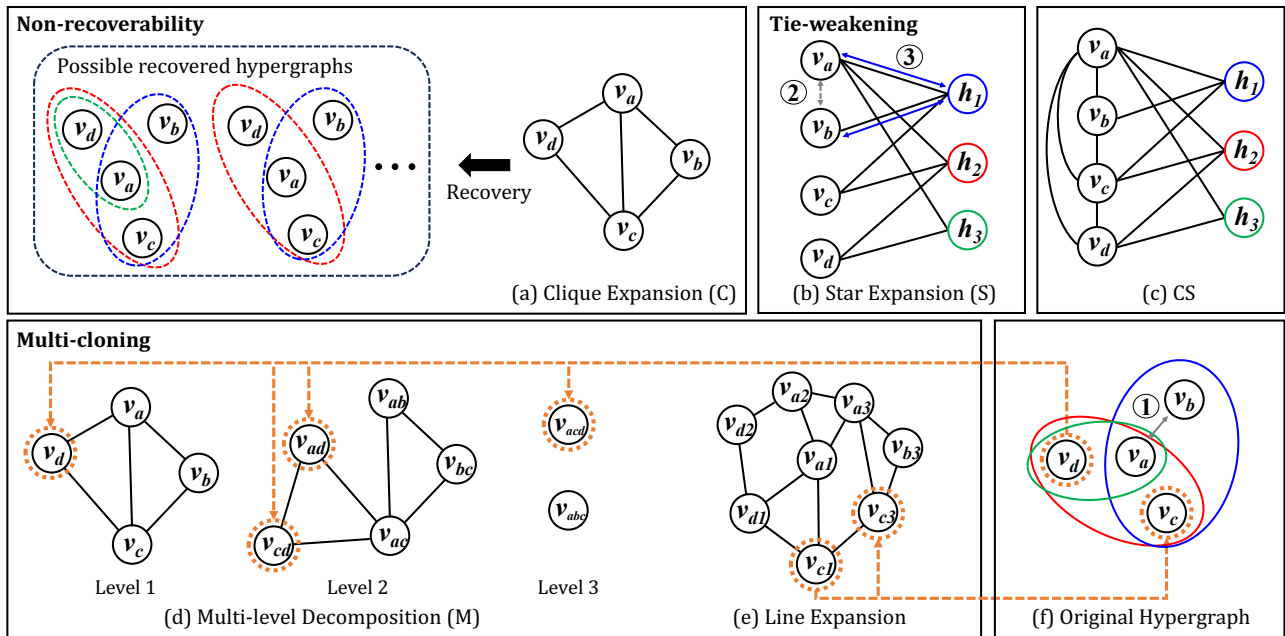 Non-recoverability
Possible recovered hypergraphs
v_d
v_b
v_a
v_c
v_d
v_b
v_a
v_c
Recovery
v_a
v_d
v_b
v_c
(a) Clique Expansion (C)
Tie-weakening
v_a
③
②
h_1
v_b
h_2
v_c
h_3
v_d
(b) Star Expansion (S)
v_a
h_1
v_b
h_2
v_c
h_3
v_d
(c) CS
Multi-cloning
v_a
v_d
v_b
v_c
Level 1
v_ab
v_ad
v_bc
v_cd
v_ac
Level 2
v_acd
v_abc
Level 3
(d) Multi-level Decomposition (M)
v_a2
v_a3
v_d2
v_b3
v_a1
v_d1
v_c3
v_c1
(e) Line Expansion
①
v_b
v_d
v_a
v_c
(f) Original Hypergraph